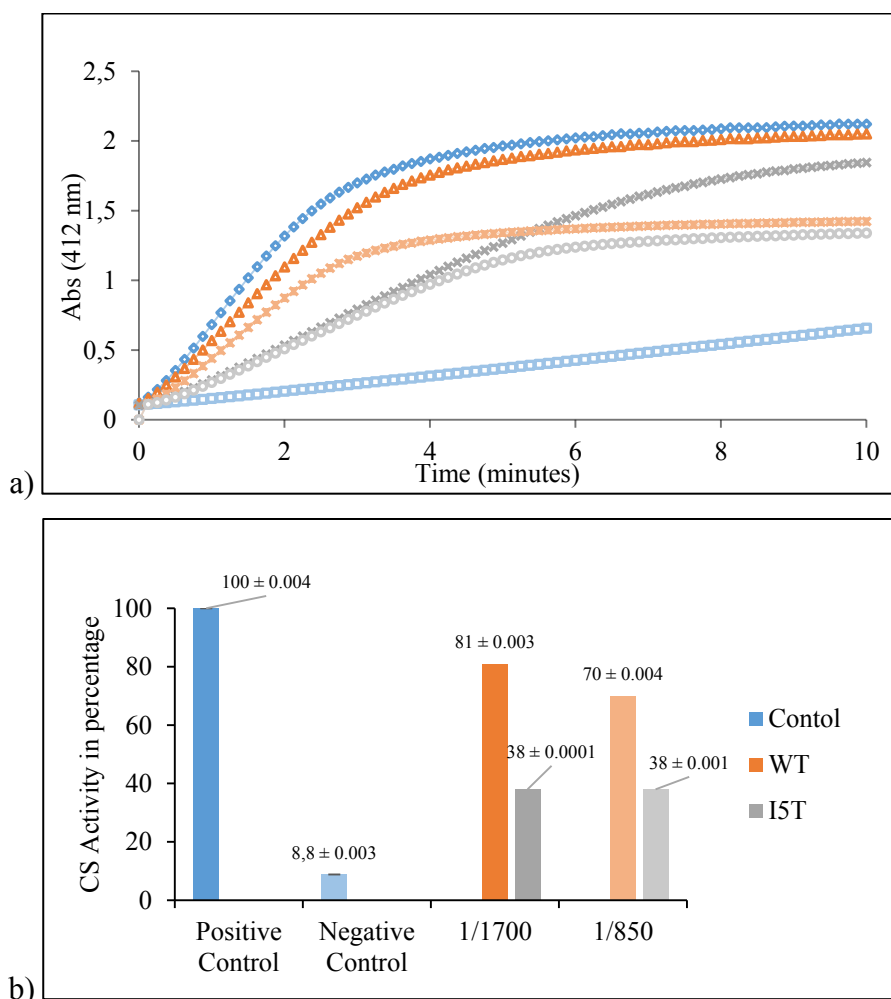 2,5
2
1,5
1
0,5
0
Abs (412 nm)
0 2 4 6 8 10
Time (minutes)
a)
100 ± 0.004
100
80
60
40
20
0
CS Activity in percentage
81 ± 0.003
70 ± 0.004
38 ± 0.0001
38 ± 0.001
8,8 ± 0.003
Contol
WT
I5T
Positive Negative 1/1700 1/850
Control Control
b)